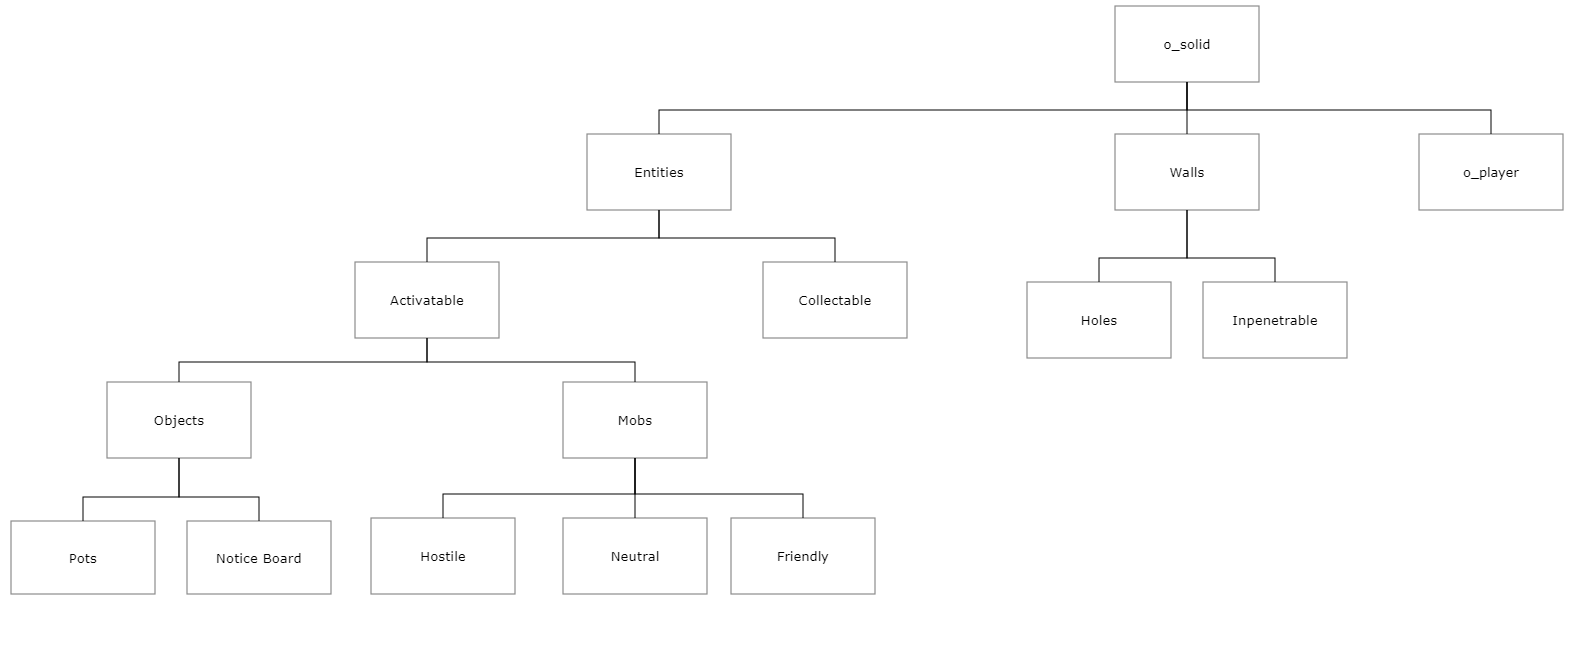 o_solid
Entities
Walls
o_player
Activatable
Collectable
Holes
Inpenetrable
Objects
Mobs
Pots
Notice Board
Hostile
Neutral
Friendly